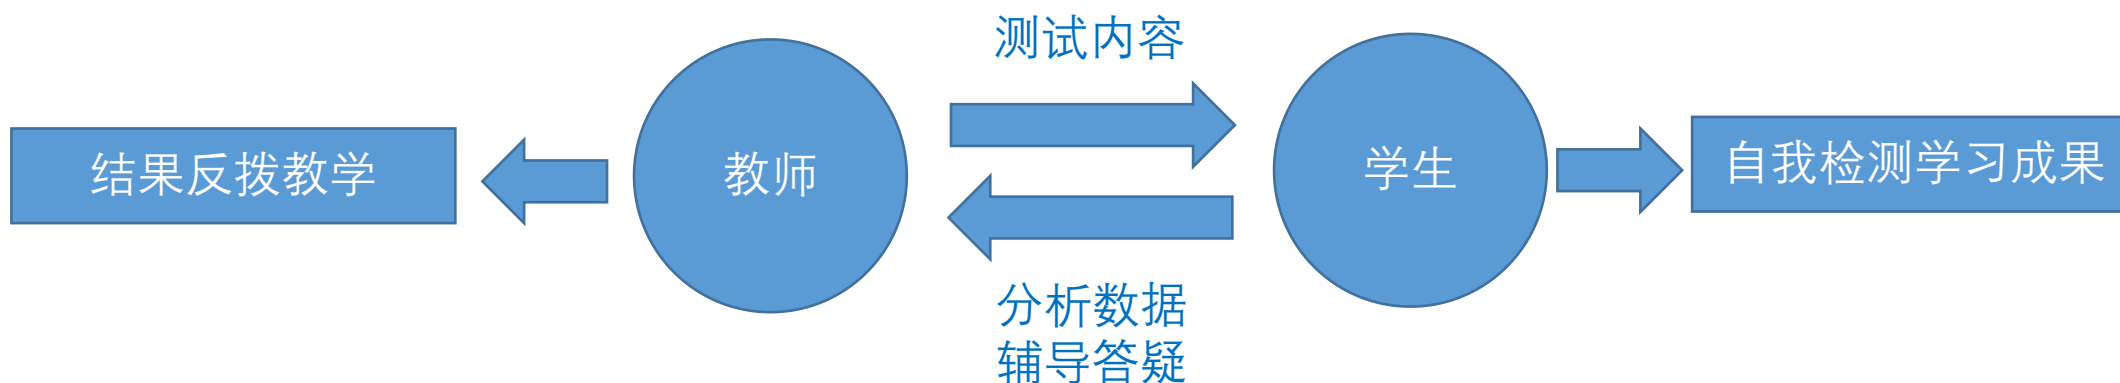 测试内容
结果反拨教学
教师
学生
自我检测学习成果
分析数据
辅导答疑